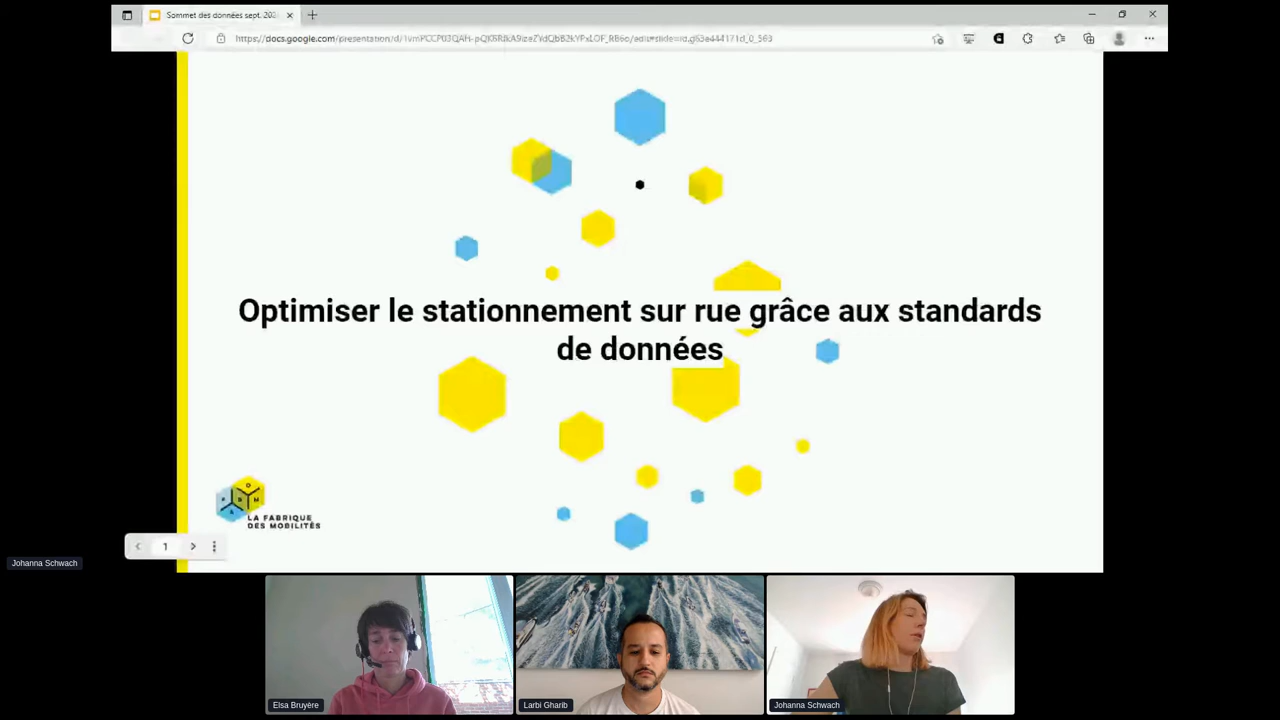 Sommet des données sept. 202
Optimiser le stationnement sur rue grâce aux standards
de données
LA FABRIQUE
DES MOBILITÉS
1
Johanna Schwach
Elsa Bruyère
Larbi Gharib
Johanna Schwach